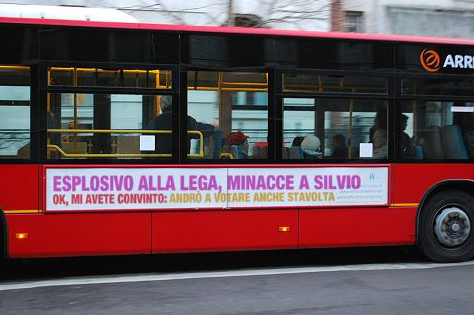 ARR
ESPLOSIVO ALLA LEGA, MINACCE A SILVIO
OK, MI AVETE CONVINTO: ANDRÒ A VOTARE ANCHE STAVOLTA